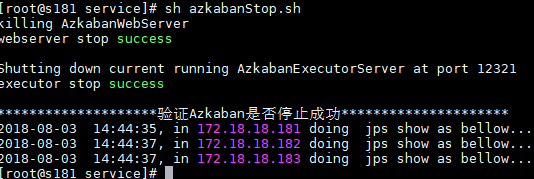 [root@s181 service]# sh azkabanStop.sh
killing AzkabanWebServer
webserver stop success
Shutting down current running AzkabanExecutorServer at port 12321
executor stop success
********************验证Azkaban是否停止成功*********************
2018-08-03  14:44:35, in 172.18.18.181 doing  jps show as bellow...
2018-08-03  14:44:37, in 172.18.18.182 doing  jps show as bellow...
2018-08-03  14:44:37, in 172.18.18.183 doing  jps show as bellow...
[root@s181 service]#